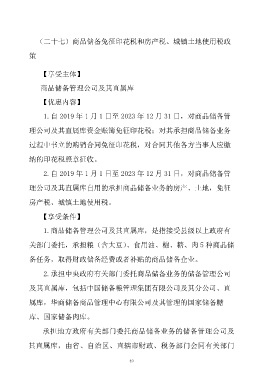 （二十七）商品储备免征印花税和房产税、城镇土地使用税政
策
【享受主体】
商品储备管理公司及其直属库
【优惠内容】
1.自 2019 年 1 月 1 日至 2023 年 12 月 31 日，对商品储备管
理公司及其直属库资金账簿免征印花税；对其承担商品储备业务
过程中书立的购销合同免征印花税，对合同其他各方当事人应缴
纳的印花税照章征收。
2.自 2019 年 1 月 1 日至 2023 年 12 月 31 日，对商品储备管
理公司及其直属库自用的承担商品储备业务的房产、土地，免征
房产税、城镇土地使用税。
【享受条件】
1.商品储备管理公司及其直属库，是指接受县级以上政府有
关部门委托，承担粮（含大豆）、食用油、棉、糖、肉 5 种商品储
备任务，取得财政储备经费或者补贴的商品储备企业。
2.承担中央政府有关部门委托商品储备业务的储备管理公司
及其直属库，包括中国储备粮管理集团有限公司及其分公司、直
属库，华商储备商品管理中心有限公司及其管理的国家储备糖
库、国家储备肉库。
承担地方政府有关部门委托商品储备业务的储备管理公司及
其直属库，由省、自治区、直辖市财政、税务部门会同有关部门